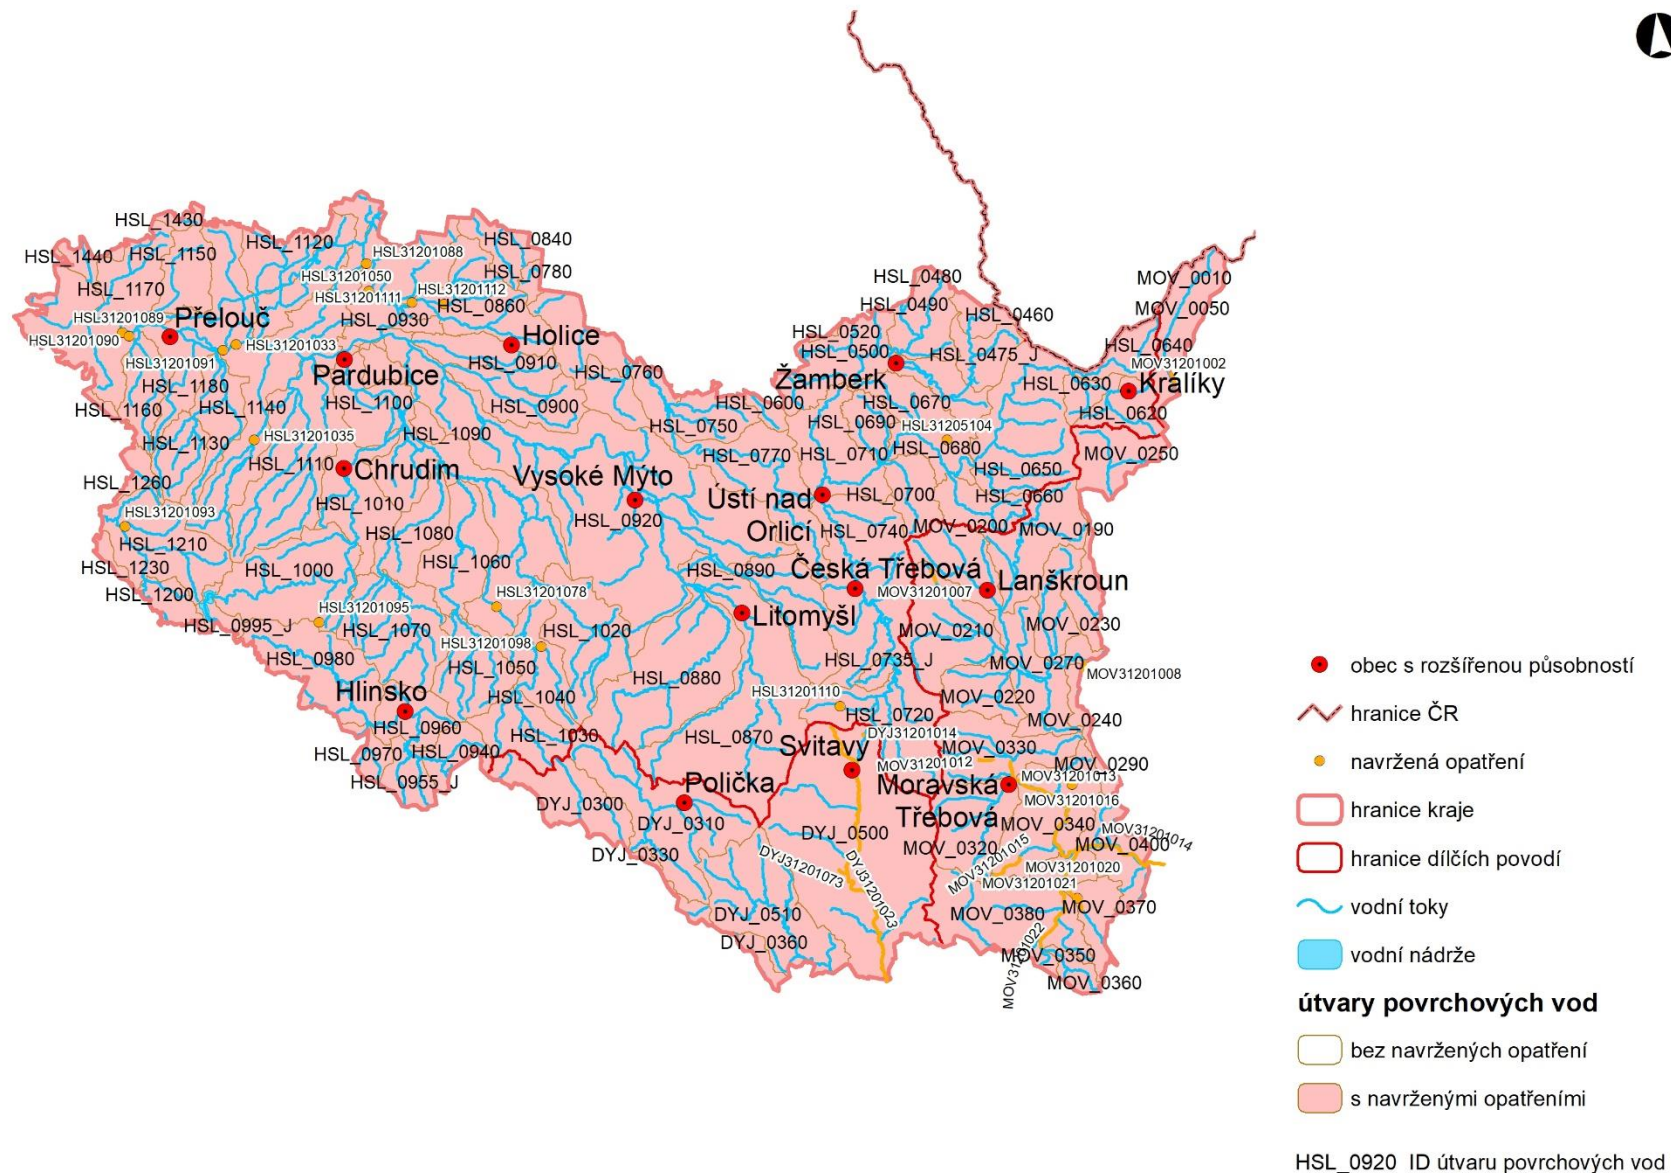 HSL_1430
HSL_1120
HSL_0840
HSL_1440
HSL_1150
HSL31201088
HSL_0780
HSL31201050
HSL_1170
HSL31201111
HSL31201112
HSL_0860
HSL31201089
Přelouč
HSL_0930
HSL31201090
HSL31201091
HSL31201033
Holice
HSL_0910
Pardubice
HSL_0760
HSL_1180
HSL_1160
HSL_1140
HSL_1100
HSL_0900
HSL_0600
HSL_0750
HSL_1130
HSL31201035
HSL_1090
HSL_1110
Chrudim
HSL_0480
HSL_0490
HSL_0460
HSL_0520
HSL_0500
HSL_0475_J
Žamberk
MOV_0010
MOV_0050
HSL_0640
MOV31201002
HSL_0630
Králíky
HSL_0620
HSL_0670
HSL_0690
HSL31205104
HSL_0710
HSL_0680
MOV_0250
HSL_0770
HSL_0650
HSL_0660
HSL_0700
Vysoké Mýto
HSL_0920
Ústí nad
Orlicí
HSL_0740
MOV_0200
MOV_0190
HSL_1260
HSL31201093
HSL_1010
HSL_1210
HSL_1080
HSL_1230
HSL_1000
HSL_1060
HSL_1200
HSL_0890
Česká Třebová
MOV31201007
Lanškroun
HSL31201078
Litomyšl
HSL31201095
HSL_0995_J
HSL_1070
HSL_1020
MOV_0210
MOV_0230
HSL31201098
HSL_0980
HSL_1050
HSL_0735_J
MOV_0270
MOV31201008
HSL_0880
Hlinsko
HSL_1040
HSL31201110
MOV_0220
HSL_0960
HSL_0720
MOV_0240
HSL_1030
HSL_0870
DYJ31201014
HSL_0970
HSL_0940
Svitavy
MOV_0330
HSL_0955_J
MOV31201012
MOV_0290
Polička
Moravská
Třebová
MOV31201013
MOV31201016
DYJ_0300
DYJ_0310
DYJ_0500
MOV_0340
MOV31201014
DYJ_0330
MOV_0320
MOV_0400
DYJ31201073
DYJ31201023
MOV31201015
MOV31201020
MOV31201021
DYJ_0510
MOV_0380
MOV_0370
DYJ_0360
MOV31201022
MOV_0350
MOV_0360
obec s rozšířenou působností
hranice ČR
navržená opatření
hranice kraje
hranice dílčích povodí
vodní toky
vodní nádrže
útvary povrchových vod
bez navržených opatření
s navrženými opatřeními
HSL_0920 ID útvaru povrchových vod